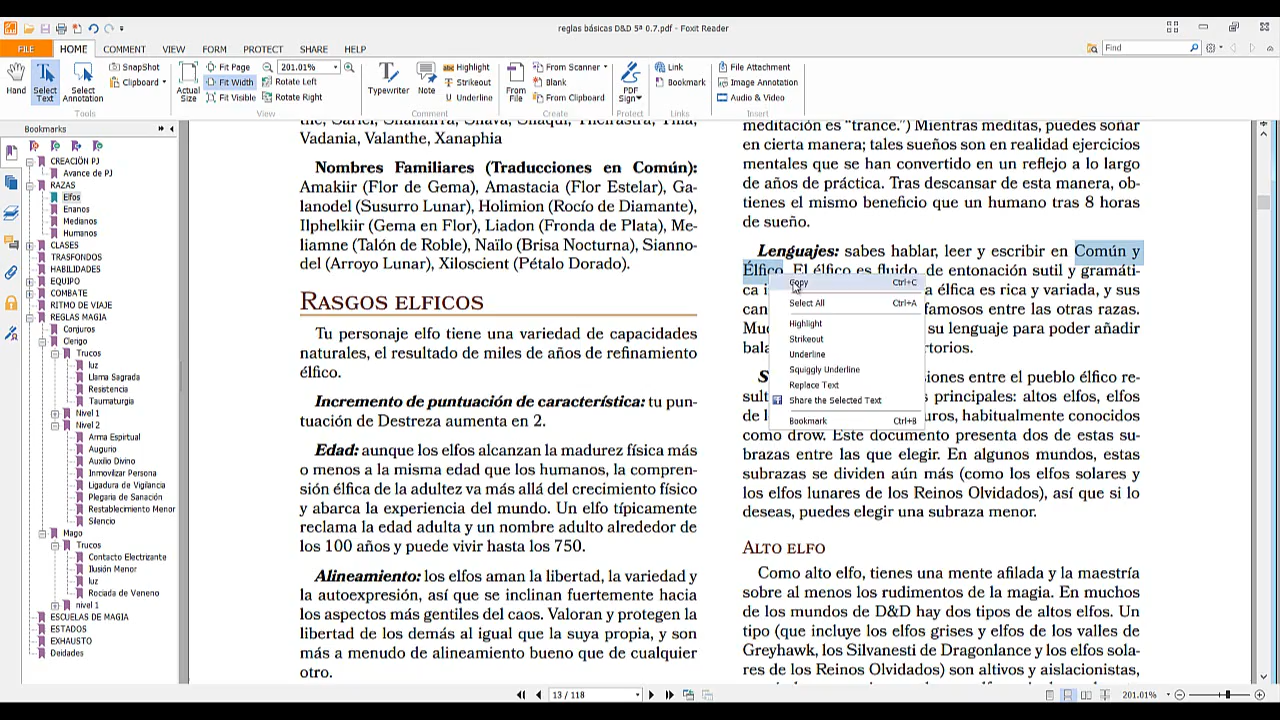 reglas básicas D&D 5ª 0.7.pdf - Foxit Reader
FILE HOME COMMENT VIEW FORM PROTECT SHARE HELP
Find
Hand
Select Text
Select Annotation
SnapShot
Clipboard
Tools
Actual Size
Fit Page
Fit Width
Fit Visible
201.01%
Rotate Left
Rotate Right
View
Typewriter
Note
Highlight
Strikeout
Underline
Comment
From File
From Scanner
Blank
From Clipboard
Create
PDF Sign
Protect
Link
Bookmark
Links
File Attachment
Image Annotation
Audio & Video
Insert
Bookmarks
CREACIÓN PJ
Avance de PJ
RAZAS
Elfos
Enanos
Medianos
Humanos
CLASES
TRASFONDOS
HABILIDADES
EQUIPO
COMBATE
RITMO DE VIAJE
REGLAS MAGIA
Conjuros
Clerigo
Trucos
luz
Llama Sagrada
Resistencia
Taumaturgia
Nivel 1
Nivel 2
Arma Espiritual
Augurio
Auxilio Divino
Inmovilizar Persona
Ligadura de Vigilancia
Plegaria de Sanación
Restablecimiento Menor
Silencio
Mago
Trucos
Contacto Electrizante
Ilusión Menor
luz
Rociada de Veneno
nivel 1
ESCUELAS DE MAGIA
ESTADOS
EXHAUSTO
Deidades
Vadania, Valanthe, Xanaphia
Nombres Familiares (Traducciones en Común):
Amakiir (Flor de Gema), Amastacia (Flor Estelar), Ga-
lanodel (Susurro Lunar), Holimion (Rocío de Diamante),
Ilphelkiir (Gema en Flor), Liadon (Fronda de Plata), Me-
liamne (Talón de Roble), Naïlo (Brisa Nocturna), Sianno-
del (Arroyo Lunar), Xiloscient (Pétalo Dorado).
RASGOS ELFICOS
Tu personaje elfo tiene una variedad de capacidades
naturales, el resultado de miles de años de refinamiento
élfico.
Incremento de puntuación de característica: tu pun-
tuación de Destreza aumenta en 2.
Edad: aunque los elfos alcanzan la madurez física más
o menos a la misma edad que los humanos, la compren-
sión élfica de la adultez va más allá del crecimiento físico
y abarca la experiencia del mundo. Un elfo típicamente
reclama la edad adulta y un nombre adulto alrededor de
los 100 años y puede vivir hasta los 750.
Alineamiento: los elfos aman la libertad, la variedad y
la autoexpresión, así que se inclinan fuertemente hacia
los aspectos más gentiles del caos. Valoran y protegen la
libertad de los demás al igual que la suya propia, y son
más a menudo de alineamiento bueno que de cualquier
otro.
meditación es “trance.”) Mientras meditas, puedes soñar
en cierta manera; tales sueños son en realidad ejercicios
mentales que se han convertido en un reflejo a lo largo
de años de práctica. Tras descansar de esta manera, ob-
tienes el mismo beneficio que un humano tras 8 horas
de sueño.
Lenguajes: sabes hablar, leer y escribir en Común y
Élfico. El élfico es fluido, de entonación sutil y gramáti-
ca élfica es rica y variada, y sus
can famosos entre las otras razas.
Muc su lenguaje para poder añadir
bala rtorios.
S siones entre el pueblo élfico re-
sult principales: altos elfos, elfos
de l uros, habitualmente conocidos
como drow. Este documento presenta dos de estas su-
brazas entre las que elegir. En algunos mundos, estas
subrazas se dividen aún más (como los elfos solares y
los elfos lunares de los Reinos Olvidados), así que si lo
deseas, puedes elegir una subraza menor.
ALTO ELFO
Como alto elfo, tienes una mente afilada y la maestría
sobre al menos los rudimentos de la magia. En muchos
de los mundos de D&D hay dos tipos de altos elfos. Un
tipo (que incluye los elfos grises y elfos de los valles de
Greyhawk, los Silvanesti de Dragonlance y los elfos sola-
res de los Reinos Olvidados) son altivos y aislacionistas,
Copy Ctrl+C
Select All Ctrl+A
Highlight
Strikeout
Underline
Squiggly Underline
Replace Text
Share the Selected Text
Bookmark Ctrl+B
13 / 118
201.01%